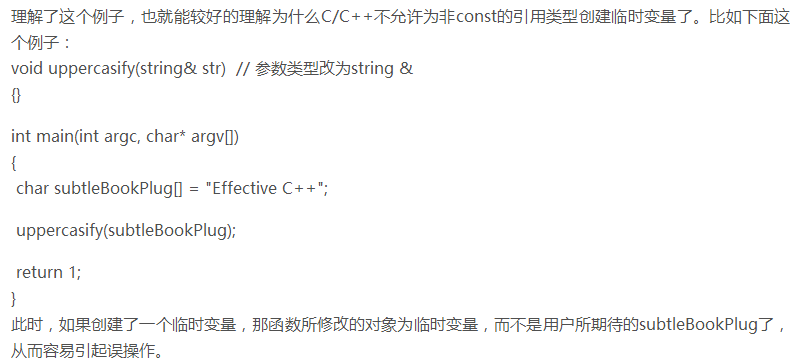 理解了这个例子，也就能较好的理解为什么C/C++不允许为非const的引用类型创建临时变量了。比如下面这
个例子：
void uppercasify(string& str)  // 参数类型改为string &
{}
int main(int argc, char* argv[])
{
 char subtleBookPlug[] = "Effective C++";
 uppercasify(subtleBookPlug);
 return 1;
}
此时，如果创建了一个临时变量，那函数所修改的对象为临时变量，而不是用户所期待的subtleBookPlug了，
从而容易引起误操作。